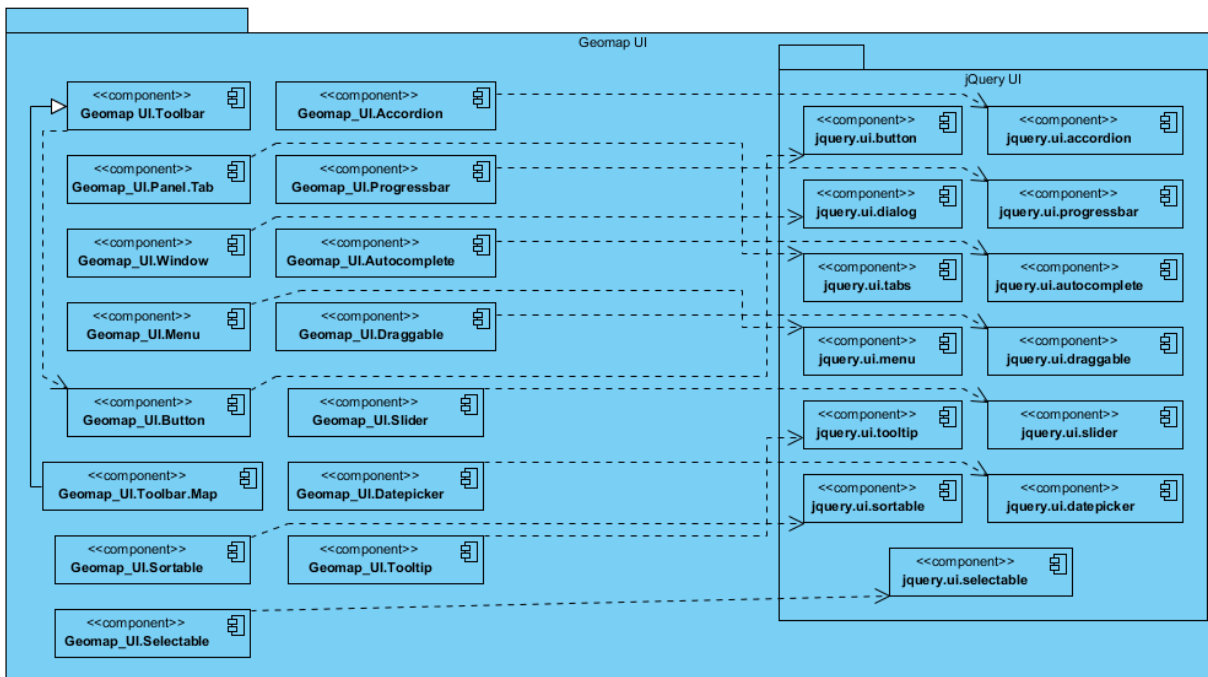 Geomap UI
<<component>>
Geomap UI.Toolbar
<<component>>
Geomap_UI.Accordion
<<component>>
Geomap_UI.Panel.Tab
<<component>>
Geomap_UI.Progressbar
<<component>>
Geomap_UI.Window
<<component>>
Geomap_UI.Autocomplete
<<component>>
Geomap_UI.Menu
<<component>>
Geomap_UI.Draggable
<<component>>
Geomap_UI.Button
<<component>>
Geomap_UI.Slider
<<component>>
Geomap_UI.Toolbar.Map
<<component>>
Geomap_UI.Datepicker
<<component>>
Geomap_UI.Sortable
<<component>>
Geomap_UI.Tooltip
<<component>>
Geomap_UI.Selectable
jQuery UI
<<component>>
jquery.ui.button
<<component>>
jquery.ui.accordion
<<component>>
jquery.ui.dialog
<<component>>
jquery.ui.progressbar
<<component>>
jquery.ui.tabs
<<component>>
jquery.ui.autocomplete
<<component>>
jquery.ui.menu
<<component>>
jquery.ui.draggable
<<component>>
jquery.ui.tooltip
<<component>>
jquery.ui.slider
<<component>>
jquery.ui.sortable
<<component>>
jquery.ui.datepicker
<<component>>
jquery.ui.selectable